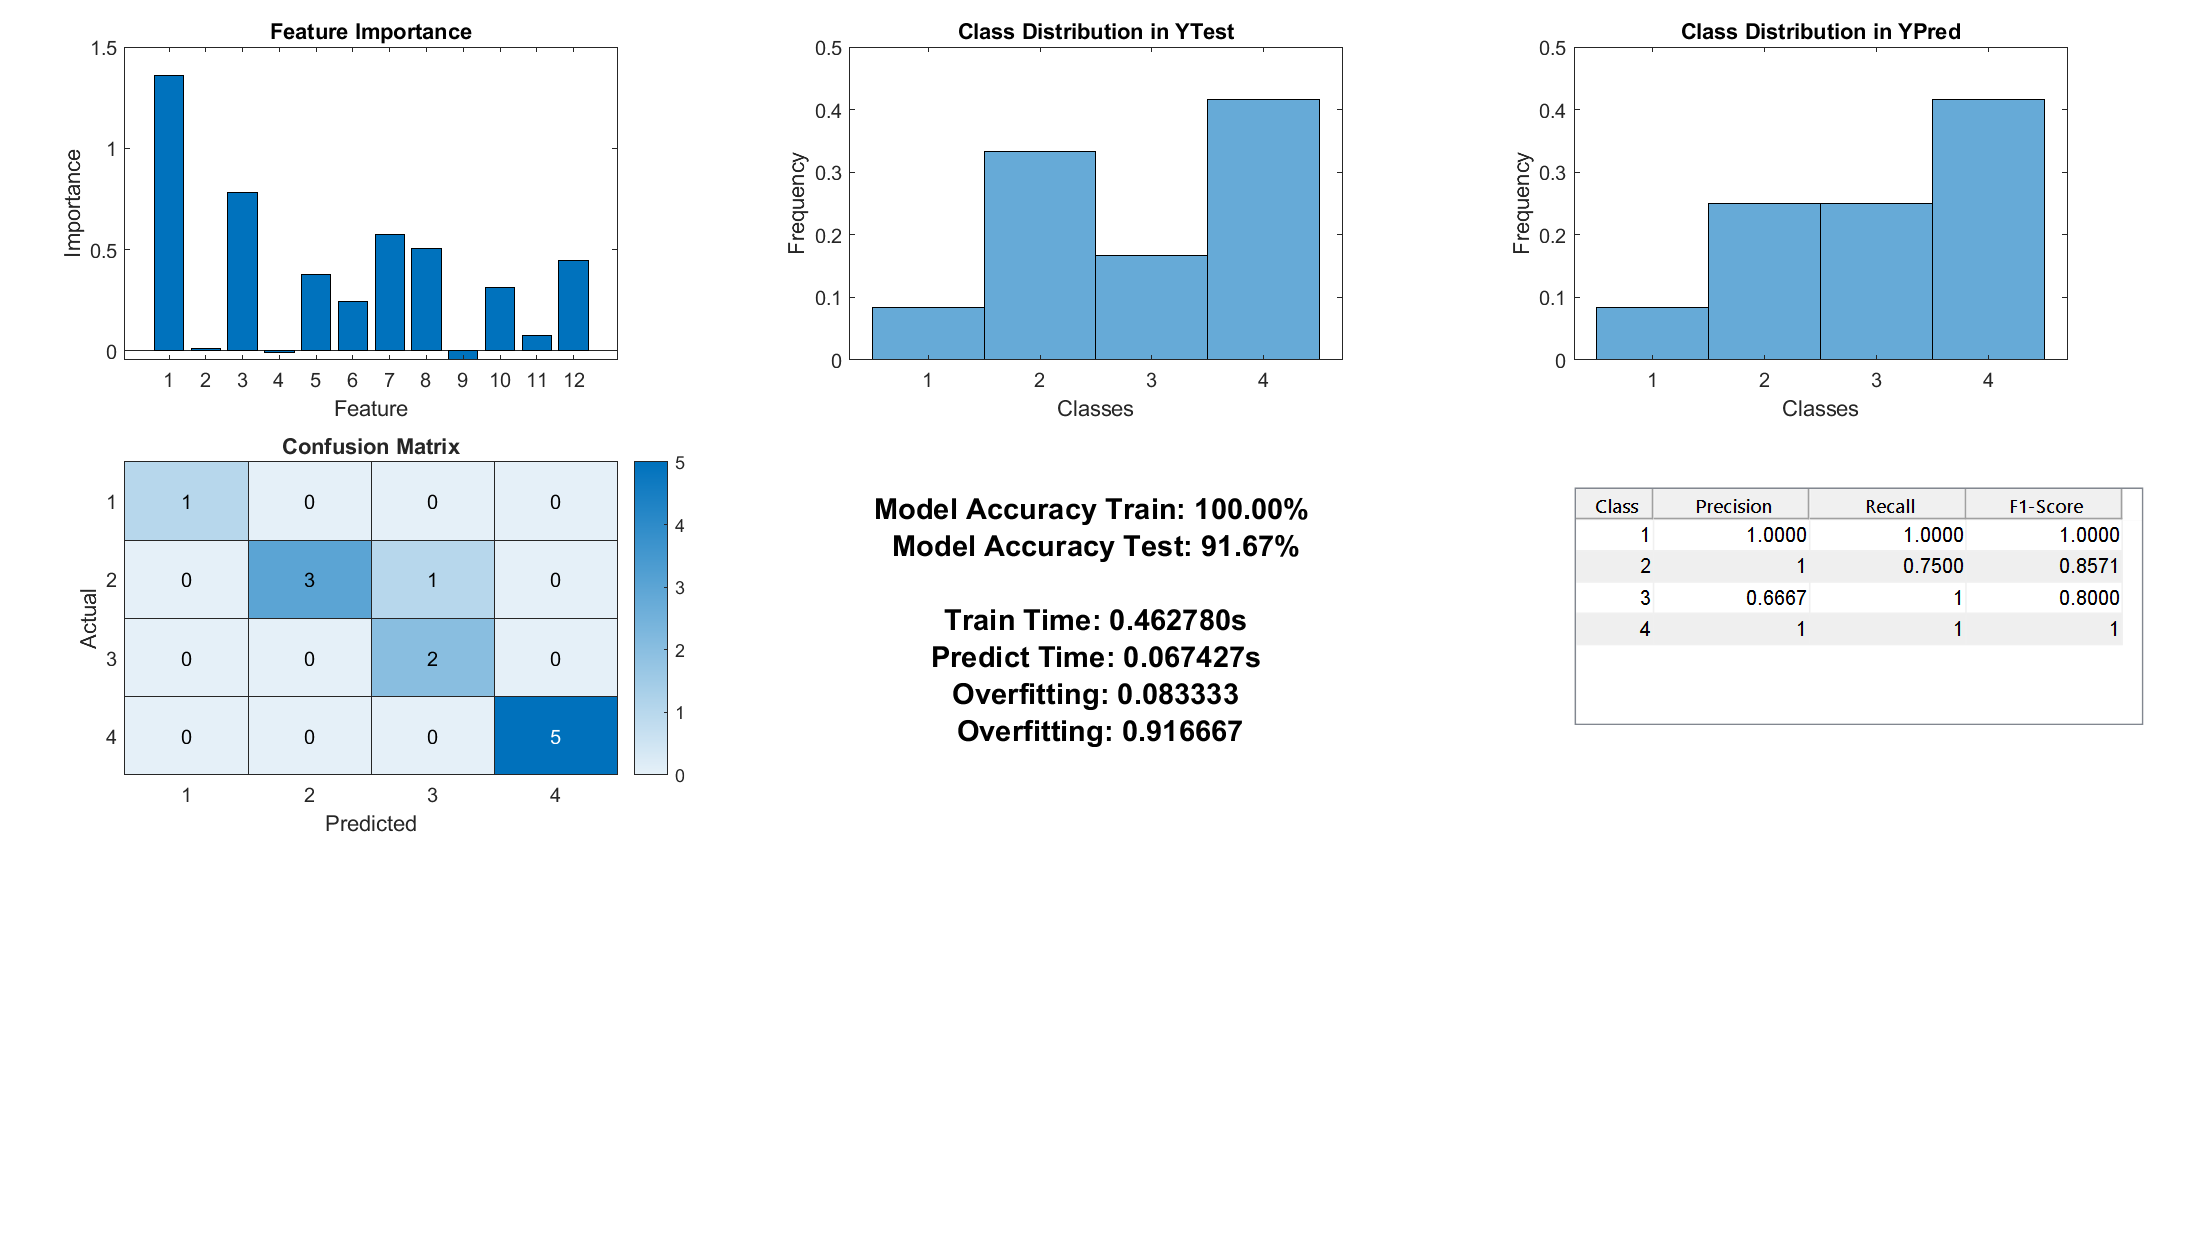 Feature Importance
1.5
1
0.5
0
Importance
1 2 3 4 5 6 7 8 9 10 11 12
Feature
Class Distribution in YTest
0.5
0.4
0.3
0.2
0.1
0
Frequency
1 2 3 4
Classes
Class Distribution in YPred
0.5
0.4
0.3
0.2
0.1
0
Frequency
1 2 3 4
Classes
Confusion Matrix
Actual
1 1 0 0 0
2 0 3 1 0
3 0 0 2 0
4 0 0 0 5
1 2 3 4
Predicted
5
4
3
2
1
0
Model Accuracy Train: 100.00%
Model Accuracy Test: 91.67%
Train Time: 0.462780s
Predict Time: 0.067427s
Overfitting: 0.083333
Overfitting: 0.916667
Class Precision Recall F1-Score
1 1.0000 1.0000 1.0000
2 1 0.7500 0.8571
3 0.6667 1 0.8000
4 1 1 1